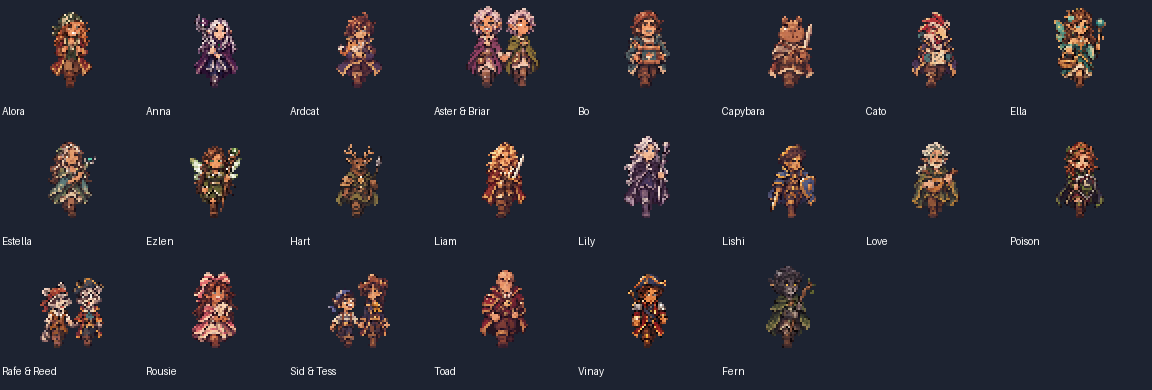 Alora Anna Ardcat Aster & Briar Bo Capybara Cato Ella
Estella Ezlen Hart Liam Lily Lishi Love Poison
Rafe & Reed Rousie Sid & Tess Toad Vinay Fern